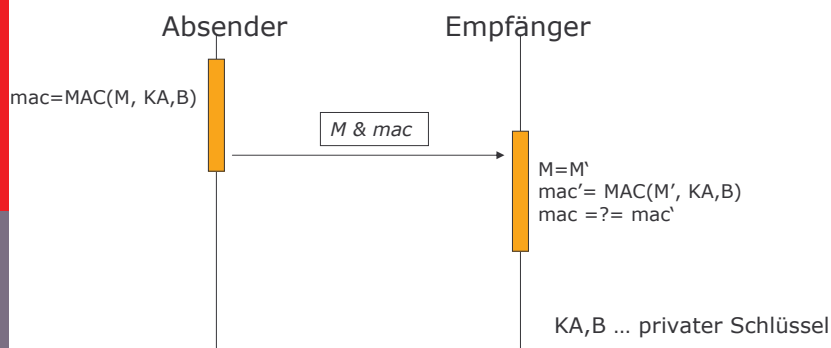 Absender
Empfänger
mac=MAC(M, KA,B)
M & mac
M=M‘
mac’= MAC(M’, KA,B)
mac =?= mac‘
KA,B … privater Schlüssel